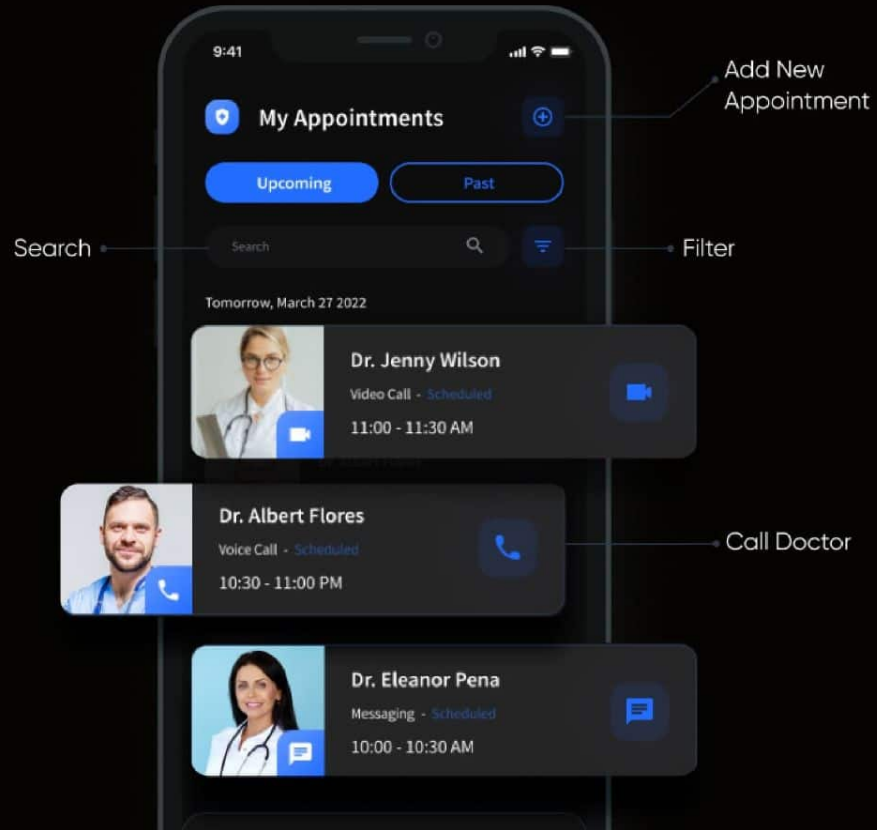 9:41
Add New
Appointment
My Appointments
Upcoming
Past
Search
Search
Filter
Tomorrow, March 27 2022
Dr. Jenny Wilson
Video Call - Scheduled
11:00 - 11:30 AM
Dr. Albert Flores
Voice Call - Scheduled
10:30 - 11:00 PM
Call Doctor
Dr. Eleanor Pena
Messaging - Scheduled
10:00 - 10:30 AM